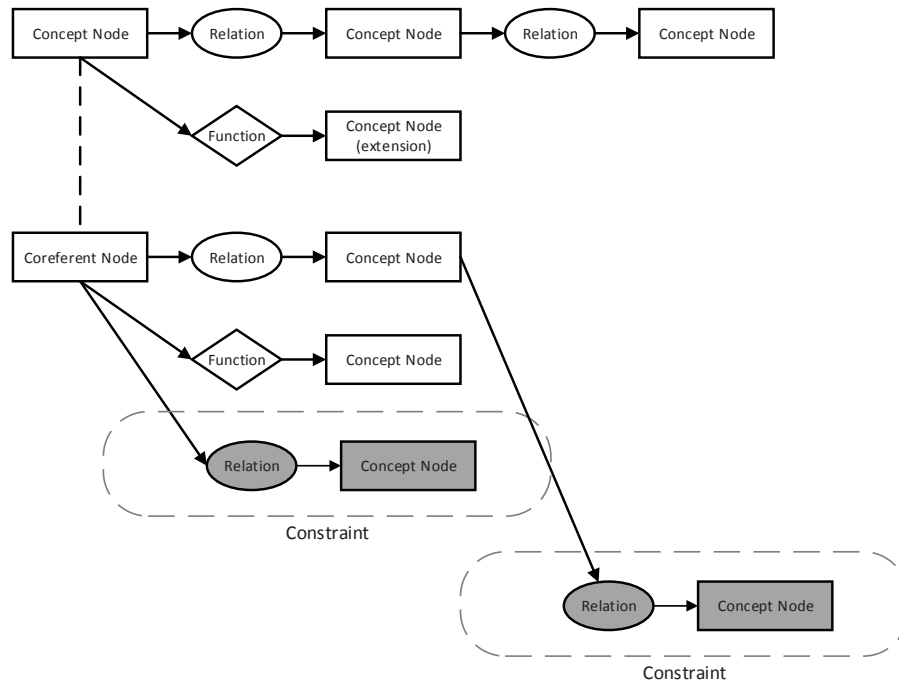 Concept Node
Relation
Concept Node
Relation
Concept Node
Function
Concept Node
(extension)
Coreferent Node
Relation
Concept Node
Function
Concept Node
Relation
Concept Node
Constraint
Relation
Concept Node
Constraint